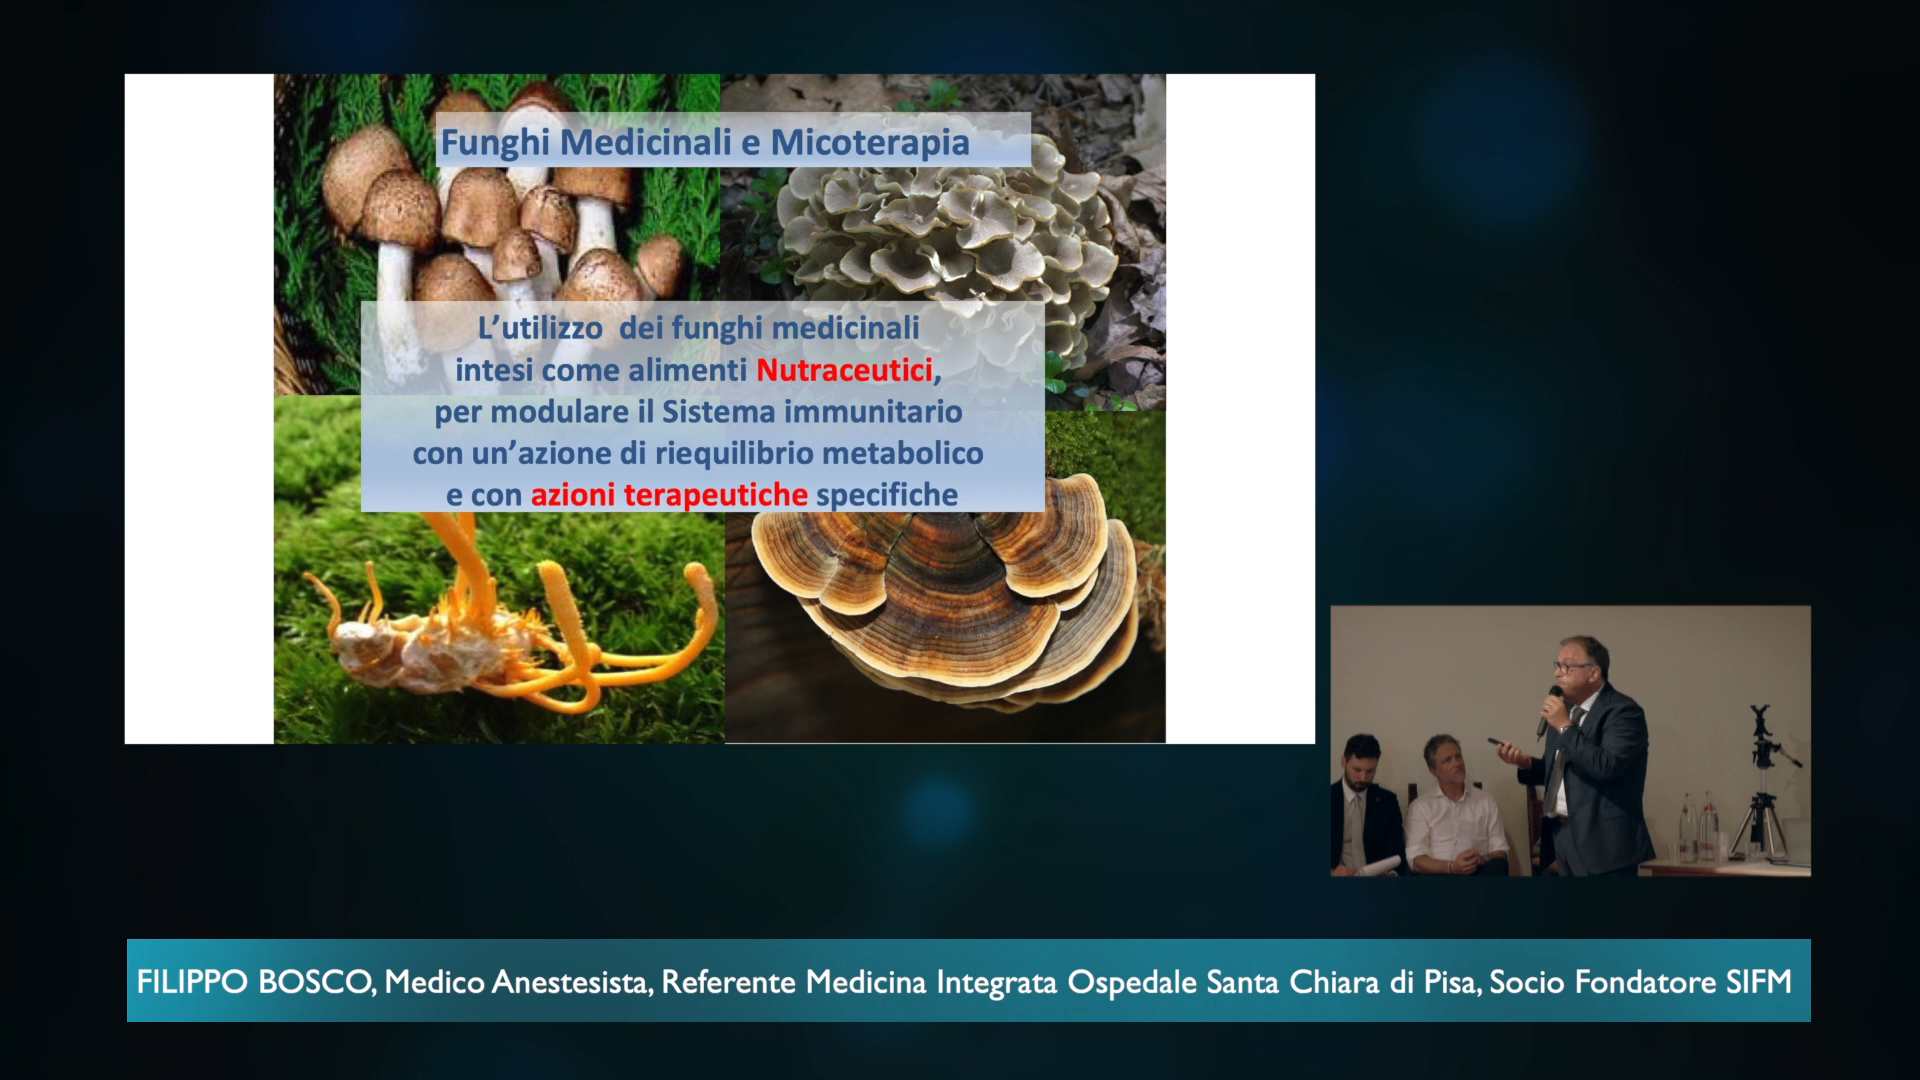 Funghi Medicinali e Micoterapia
L’utilizzo dei funghi medicinali
intesi come alimenti Nutraceutici,
per modulare il Sistema immunitario
con un’azione di riequilibrio metabolico
e con azioni terapeutiche specifiche
FILIPPO BOSCO, Medico Anestesista, Referente Medicina Integrata Ospedale Santa Chiara di Pisa, Socio Fondatore SIFM